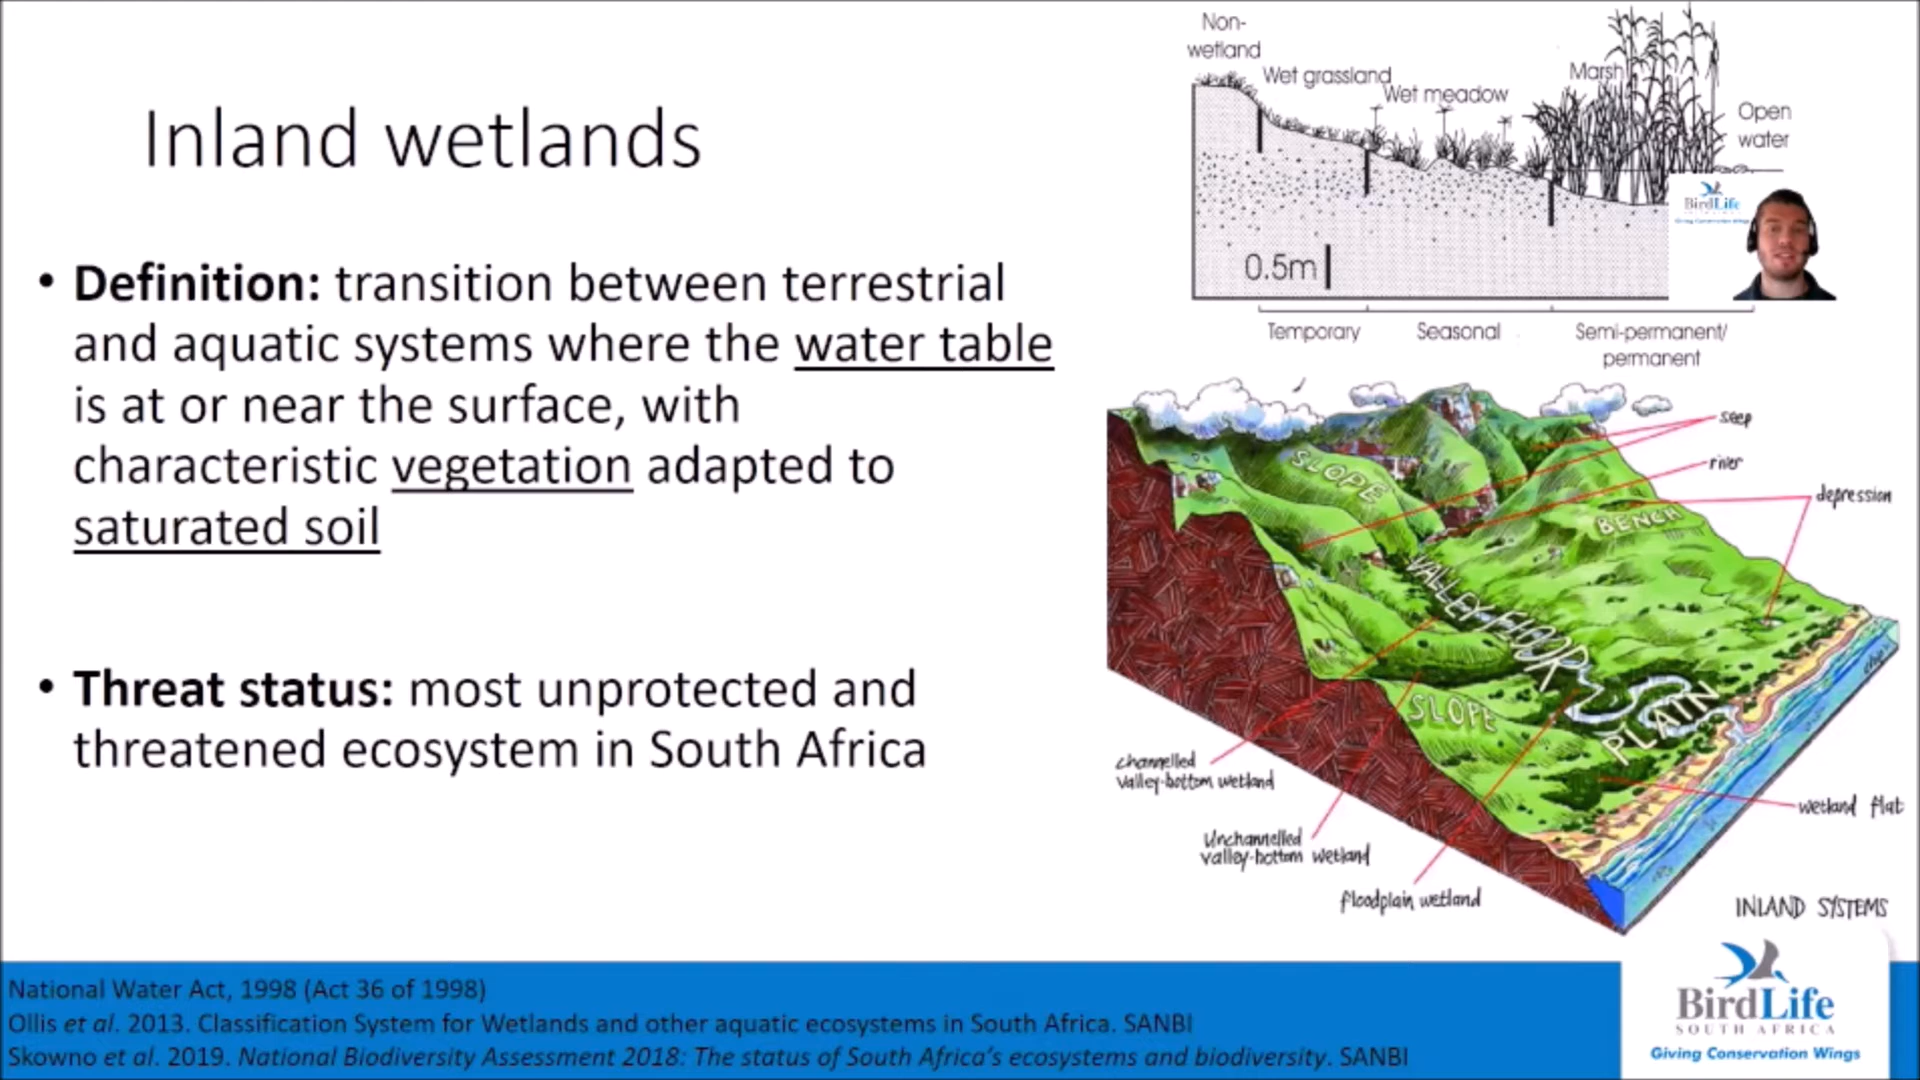 Inland wetlands
• Definition: transition between terrestrial
and aquatic systems where the water table
is at or near the surface, with
characteristic vegetation adapted to
saturated soil
• Threat status: most unprotected and
threatened ecosystem in South Africa
Non-
wetland
Wet grassland
Wet meadow
Marsh
Open
water
0.5m
Temporary
Seasonal
Semi-permanent/
permanent
BirdLife
Giving Conservation Wings
seep
river
depression
SLOPE
BENCH
VALLEY FLOOR
SLOPE
PLAIN
channelled
valley-bottom wetland
Unchannelled
valley-bottom wetland
floodplain wetland
wetland flat
INLAND SYSTEMS
National Water Act, 1998 (Act 36 of 1998)
Ollis et al. 2013. Classification System for Wetlands and other aquatic ecosystems in South Africa. SANBI
Skowno et al. 2019. National Biodiversity Assessment 2018: The status of South Africa's ecosystems and biodiversity. SANBI
BirdLife
SOUTH AFRICA
Giving Conservation Wings